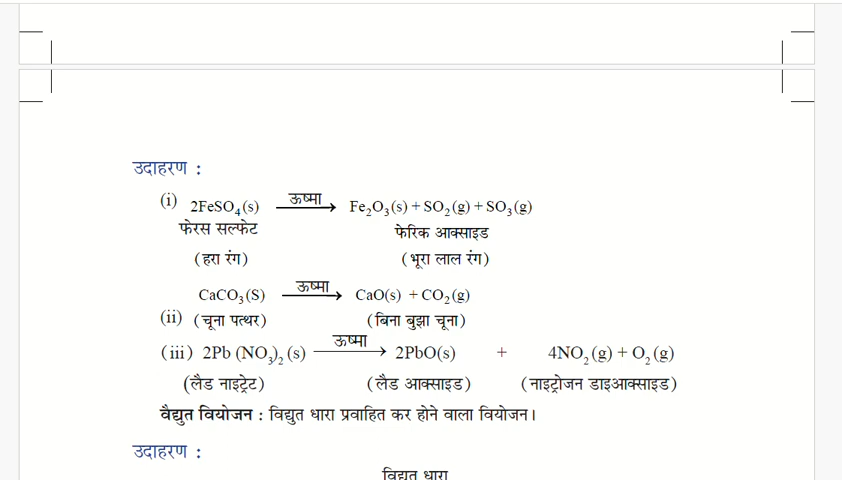 उदाहरण :
(i) 2FeSO₄(s) ऊष्मा → Fe₂O₃(s) + SO₂(g) + SO₃(g)
फेरस सल्फेट फेरिक आक्साइड
(हरा रंग) (भूरा लाल रंग)
CaCO₃(S) ऊष्मा → CaO(s) + CO₂(g)
(ii) (चूना पत्थर) (बिना बुझा चूना)
(iii) 2Pb (NO₃)₂ (s) ऊष्मा → 2PbO(s) + 4NO₂(g) + O₂(g)
(लैड नाइट्रेट) (लैड आक्साइड) (नाइट्रोजन डाइआक्साइड)
वैद्युत वियोजन : विद्युत धारा प्रवाहित कर होने वाला वियोजन।
उदाहरण :
विद्युत धारा